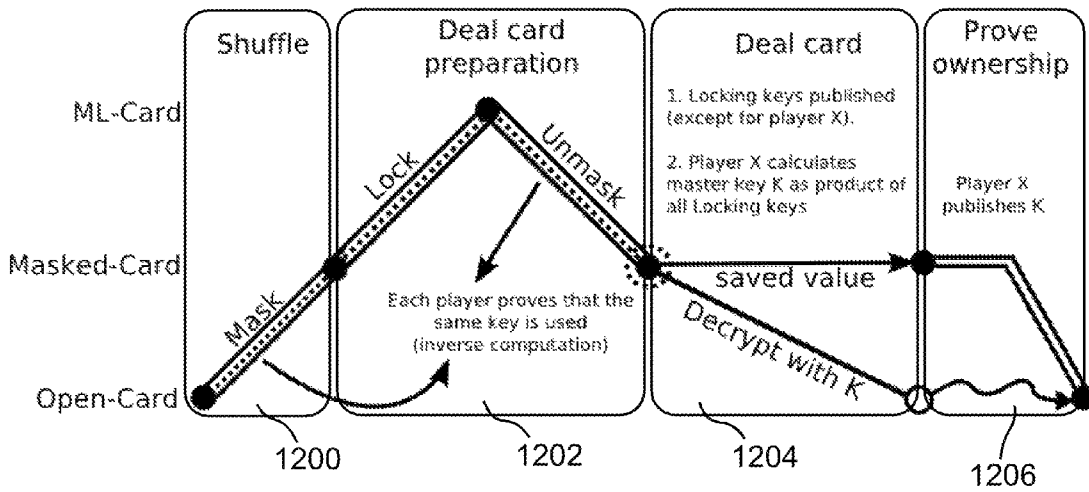 Shuffle
Deal card
preparation
Deal card
Prove
ownership
ML-Card
Masked-Card
Open-Card
Mask
Lock
Unmask
Each player proves that the
same key is used
(inverse computation)
1. Locking keys published
(except for player X).
2. Player X calculates
master key K as product of
all Locking keys
saved value
Decrypt with K
Player X
publishes K
1200
1202
1204
1206